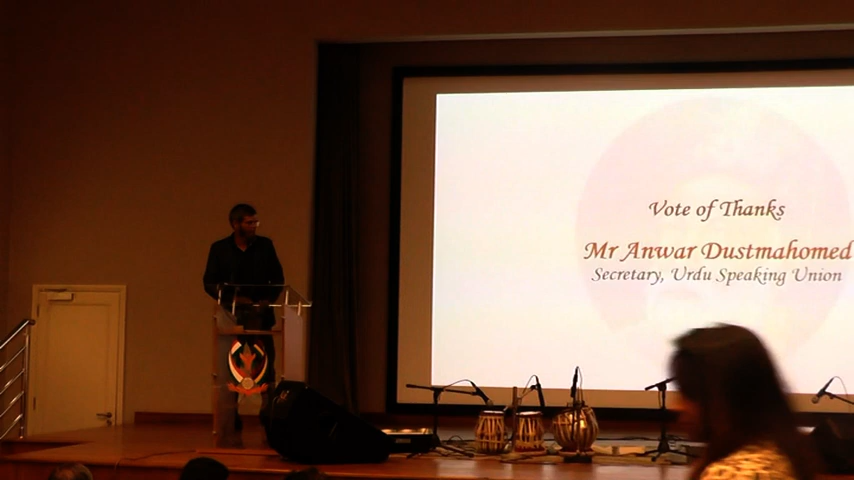 Vote of Thanks
Mr Anwar Dustmahomed
Secretary, Urdu Speaking Union